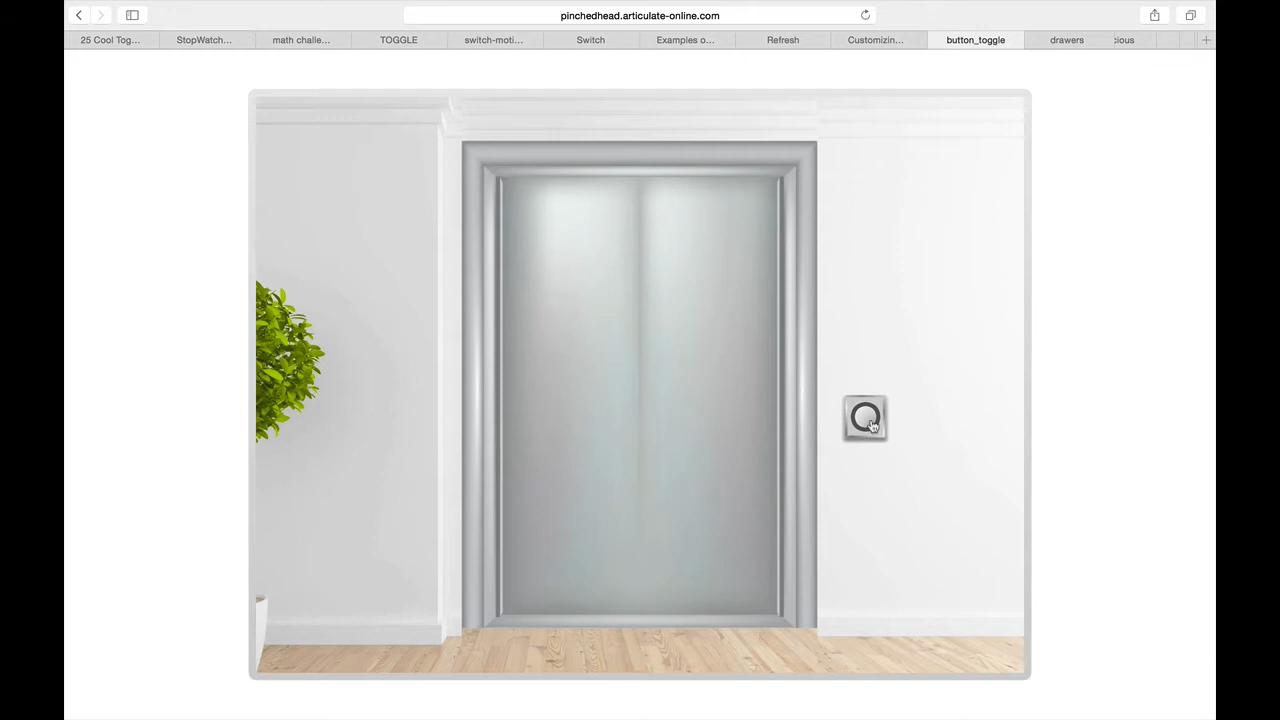 pinchedhead.articulate-online.com
25 Cool Tog...
StopWatch...
math challe...
TOGGLE
switch-moti...
Switch
Examples o...
Refresh
Customizin...
button_toggle
drawers
cious